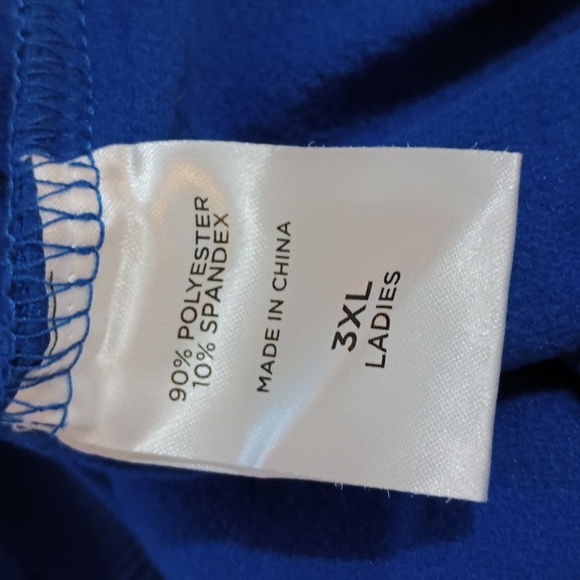 90% POLYESTER
10% SPANDEX
MADE IN CHINA
3XL
LADIES